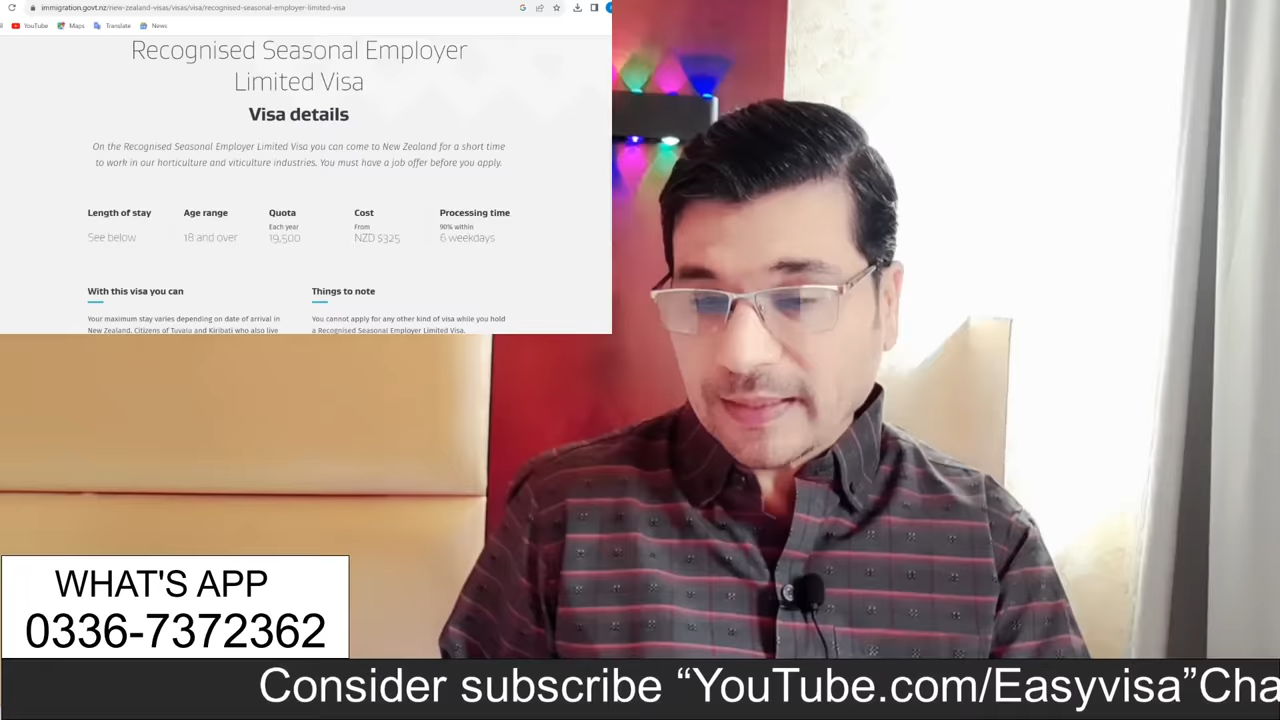 immigration.govt.nz/new-zealand-visas/visas/visa/recognised-seasonal-employer-limited-visa
YouTube Maps Translate News
Recognised Seasonal Employer
Limited Visa
Visa details
On the Recognised Seasonal Employer Limited Visa you can come to New Zealand for a short time
to work in our horticulture and viticulture industries. You must have a job offer before you apply.
Length of stay
See below
Age range
18 and over
Quota
Each year
19,500
Cost
From
NZD $325
Processing time
90% within
6 weekdays
With this visa you can
Your maximum stay varies depending on date of arrival in
New Zealand. Citizens of Tuvalu and Kiribati who also live
Things to note
You cannot apply for any other kind of visa while you hold
a Recognised Seasonal Employer Limited Visa.
WHAT'S APP
0336-7372362
Consider subscribe “YouTube.com/Easyvisa”Cha